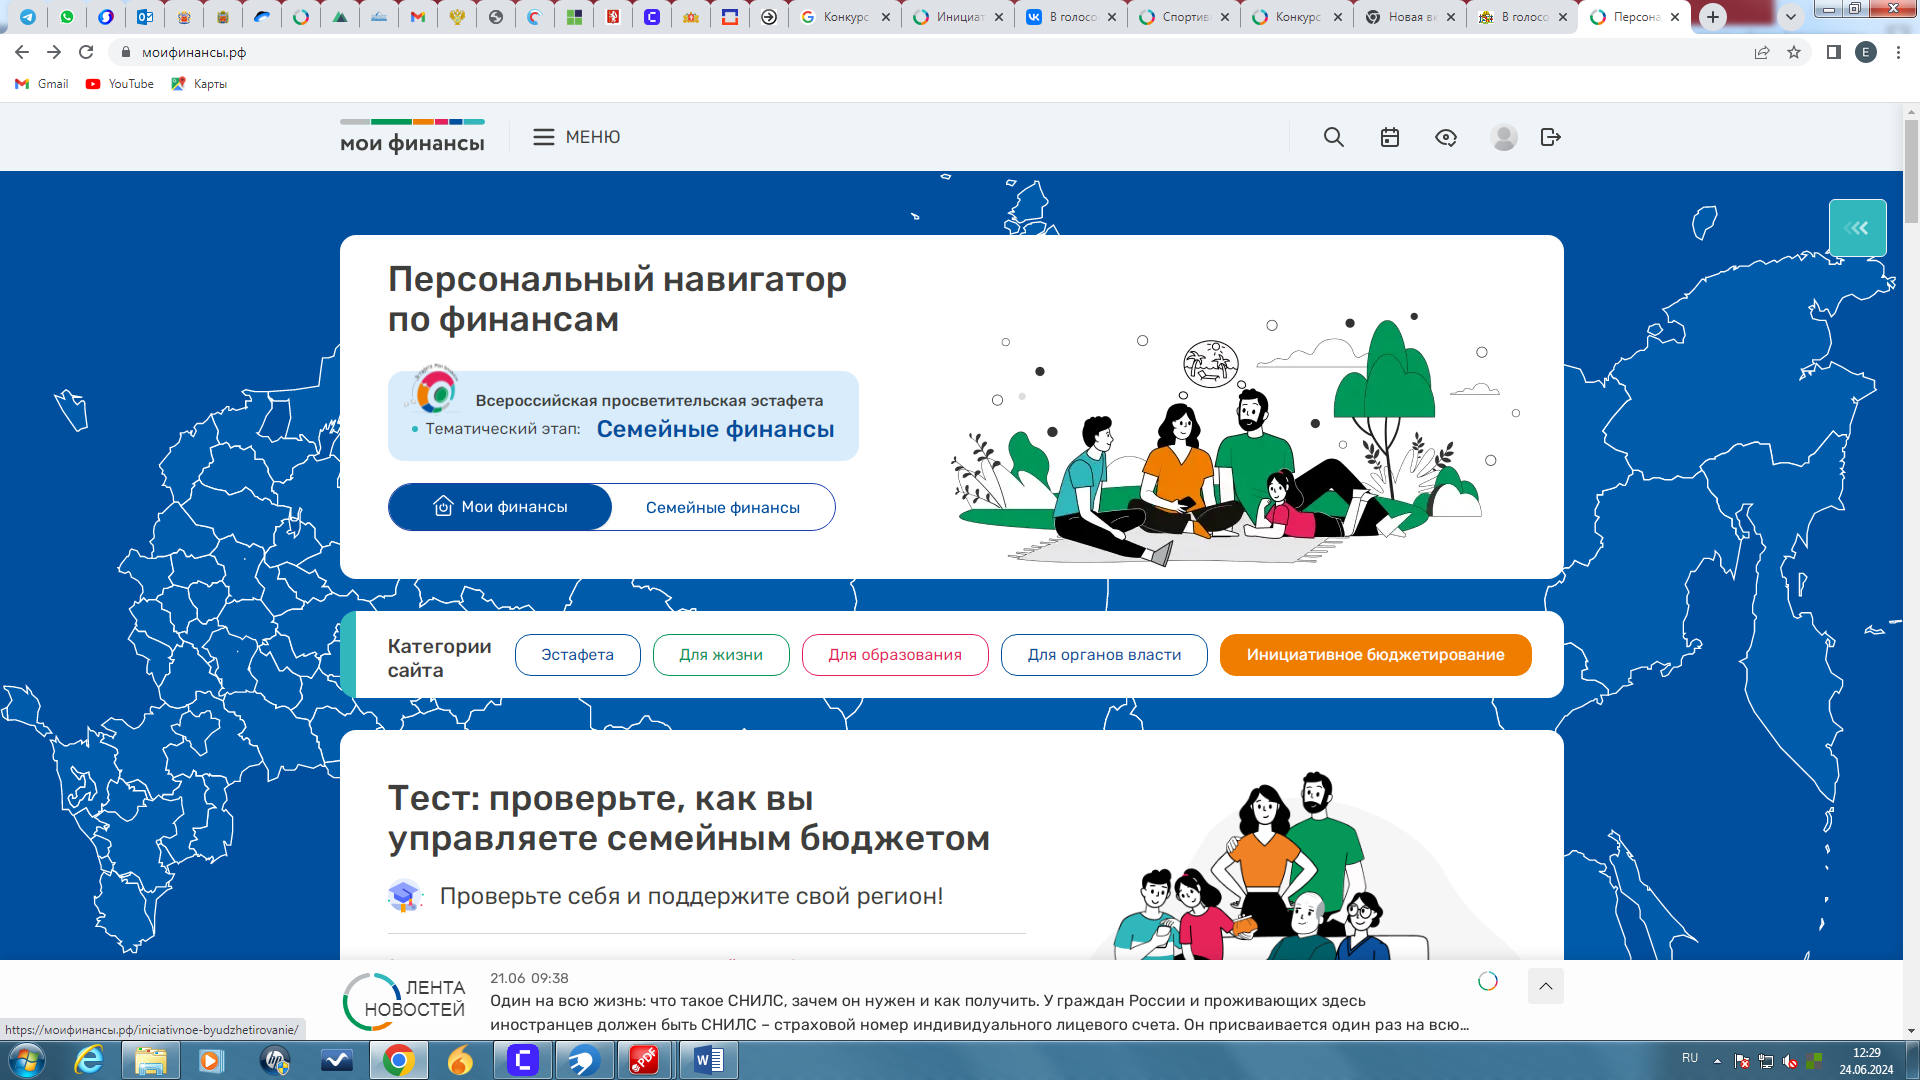 Конкурс
Инициат
В голосо
Спортив
Конкурс
Новая вк
В голосо
Персона
моифинансы.рф
E
Gmail
YouTube
Карты
мои финансы
МЕНЮ
Персональный навигатор
по финансам
Всероссийская просветительская эстафета
• Тематический этап: Семейные финансы
Мои финансы
Семейные финансы
Категории
сайта
Эстафета
Для жизни
Для образования
Для органов власти
Инициативное бюджетирование
Тест: проверьте, как вы
управляете семейным бюджетом
Проверьте себя и поддержите свой регион!
ЛЕНТА
НОВОСТЕЙ
21.06 09:38
Один на всю жизнь: что такое СНИЛС, зачем он нужен и как получить. У граждан России и проживающих здесь
иностранцев должен быть СНИЛС – страховой номер индивидуального лицевого счета. Он присваивается один раз на всю...
https://моифинансы.рф/iniciativnoe-byudzhetirovanie/
RU
12:29
24.06.2024